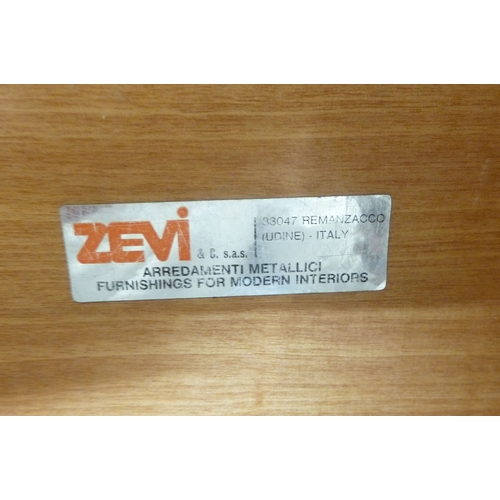 ZEVi & C. s.a.s.
33047 REMANZACCO
(UDINE) - ITALY
ARREDAMENTI METALLICI
FURNISHINGS FOR MODERN INTERIORS